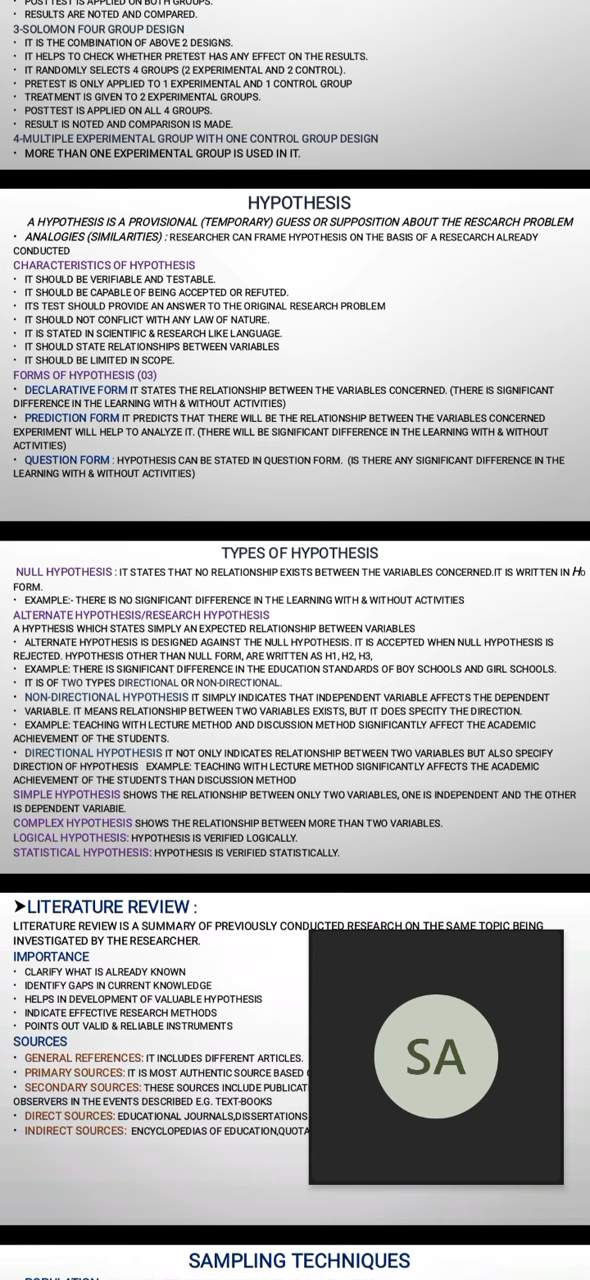 • POSTTEST IS APPLIED ON BOTH GROUPS.
• RESULTS ARE NOTED AND COMPARED.
3-SOLOMON FOUR GROUP DESIGN
• IT IS THE COMBINATION OF ABOVE 2 DESIGNS.
• IT HELPS TO CHECK WHETHER PRETEST HAS ANY EFFECT ON THE RESULTS.
• IT RANDOMLY SELECTS 4 GROUPS (2 EXPERIMENTAL AND 2 CONTROL).
• PRETEST IS ONLY APPLIED TO 1 EXPERIMENTAL AND 1 CONTROL GROUP
• TREATMENT IS GIVEN TO 2 EXPERIMENTAL GROUPS.
• POSTTEST IS APPLIED ON ALL 4 GROUPS.
• RESULT IS NOTED AND COMPARISON IS MADE.
4-MULTIPLE EXPERIMENTAL GROUP WITH ONE CONTROL GROUP DESIGN
• MORE THAN ONE EXPERIMENTAL GROUP IS USED IN IT.
HYPOTHESIS
A HYPOTHESIS IS A PROVISIONAL (TEMPORARY) GUESS OR SUPPOSITION ABOUT THE RESCARCH PROBLEM
• ANALOGIES (SIMILARITIES) : RESEARCHER CAN FRAME HYPOTHESIS ON THE BASIS OF A RESECARCH ALREADY
CONDUCTED
CHARACTERISTICS OF HYPOTHESIS
• IT SHOULD BE VERIFIABLE AND TESTABLE.
• IT SHOULD BE CAPABLE OF BEING ACCEPTED OR REFUTED.
• ITS TEST SHOULD PROVIDE AN ANSWER TO THE ORIGINAL RESEARCH PROBLEM
• IT SHOULD NOT CONFLICT WITH ANY LAW OF NATURE.
• IT IS STATED IN SCIENTIFIC & RESEARCH LIKE LANGUAGE.
• IT SHOULD STATE RELATIONSHIPS BETWEEN VARIABLES
• IT SHOULD BE LIMITED IN SCOPE.
FORMS OF HYPOTHESIS (03)
• DECLARATIVE FORM IT STATES THE RELATIONSHIP BETWEEN THE VARIABLES CONCERNED. (THERE IS SIGNIFICANT
DIFFERENCE IN THE LEARNING WITH & WITHOUT ACTIVITIES)
• PREDICTION FORM IT PREDICTS THAT THERE WILL BE THE RELATIONSHIP BETWEEN THE VARIABLES CONCERNED
EXPERIMENT WILL HELP TO ANALYZE IT. (THERE WILL BE SIGNIFICANT DIFFERENCE IN THE LEARNING WITH & WITHOUT
ACTIVITIES)
• QUESTION FORM : HYPOTHESIS CAN BE STATED IN QUESTION FORM. (IS THERE ANY SIGNIFICANT DIFFERENCE IN THE
LEARNING WITH & WITHOUT ACTIVITIES)
TYPES OF HYPOTHESIS
NULL HYPOTHESIS : IT STATES THAT NO RELATIONSHIP EXISTS BETWEEN THE VARIABLES CONCERNED.IT IS WRITTEN IN H₀
FORM.
• EXAMPLE:- THERE IS NO SIGNIFICANT DIFFERENCE IN THE LEARNING WITH & WITHOUT ACTIVITIES
ALTERNATE HYPOTHESIS/RESEARCH HYPOTHESIS
A HYPTHESIS WHICH STATES SIMPLY AN EXPECTED RELATIONSHIP BETWEEN VARIABLES
• ALTERNATE HYPOTHESIS IS DESIGNED AGAINST THE NULL HYPOTHESIS. IT IS ACCEPTED WHEN NULL HYPOTHESIS IS
REJECTED. HYPOTHESIS OTHER THAN NULL FORM, ARE WRITTEN AS H1, H2, H3,
• EXAMPLE: THERE IS SIGNIFICANT DIFFERENCE IN THE EDUCATION STANDARDS OF BOY SCHOOLS AND GIRL SCHOOLS.
• IT IS OF TWO TYPES DIRECTIONAL OR NON-DIRECTIONAL.
• NON-DIRECTIONAL HYPOTHESIS IT SIMPLY INDICATES THAT INDEPENDENT VARIABLE AFFECTS THE DEPENDENT
• VARIABLE. IT MEANS RELATIONSHIP BETWEEN TWO VARIABLES EXISTS, BUT IT DOES SPECIFY THE DIRECTION.
• EXAMPLE: TEACHING WITH LECTURE METHOD AND DISCUSSION METHOD SIGNIFICANTLY AFFECT THE ACADEMIC
ACHIEVEMENT OF THE STUDENTS.
• DIRECTIONAL HYPOTHESIS IT NOT ONLY INDICATES RELATIONSHIP BETWEEN TWO VARIABLES BUT ALSO SPECIFY
DIRECTION OF HYPOTHESIS EXAMPLE: TEACHING WITH LECTURE METHOD SIGNIFICANTLY AFFECTS THE ACADEMIC
ACHIEVEMENT OF THE STUDENTS THAN DISCUSSION METHOD
SIMPLE HYPOTHESIS SHOWS THE RELATIONSHIP BETWEEN ONLY TWO VARIABLES, ONE IS INDEPENDENT AND THE OTHER
IS DEPENDENT VARIABIE.
COMPLEX HYPOTHESIS SHOWS THE RELATIONSHIP BETWEEN MORE THAN TWO VARIABLES.
LOGICAL HYPOTHESIS: HYPOTHESIS IS VERIFIED LOGICALLY.
STATISTICAL HYPOTHESIS: HYPOTHESIS IS VERIFIED STATISTICALLY.
➤LITERATURE REVIEW :
LITERATURE REVIEW IS A SUMMARY OF PREVIOUSLY CONDUCTED RESEARCH ON THE SAME TOPIC BEING
INVESTIGATED BY THE RESEARCHER.
IMPORTANCE
• CLARIFY WHAT IS ALREADY KNOWN
• IDENTIFY GAPS IN CURRENT KNOWLEDGE
• HELPS IN DEVELOPMENT OF VALUABLE HYPOTHESIS
• INDICATE EFFECTIVE RESEARCH METHODS
• POINTS OUT VALID & RELIABLE INSTRUMENTS
SOURCES
• GENERAL REFERENCES: IT INCLUDES DIFFERENT ARTICLES.
• PRIMARY SOURCES: IT IS MOST AUTHENTIC SOURCE BASED
• SECONDARY SOURCES: THESE SOURCES INCLUDE
OBSERVERS IN THE EVENTS DESCRIBED E.G. TEXT-BOOKS
• DIRECT SOURCES: EDUCATIONAL JOURNALS,DISSERTATIONS
• INDIRECT SOURCES: ENCYCLOPEDIAS OF EDUCATION,
SA
SAMPLING TECHNIQUES